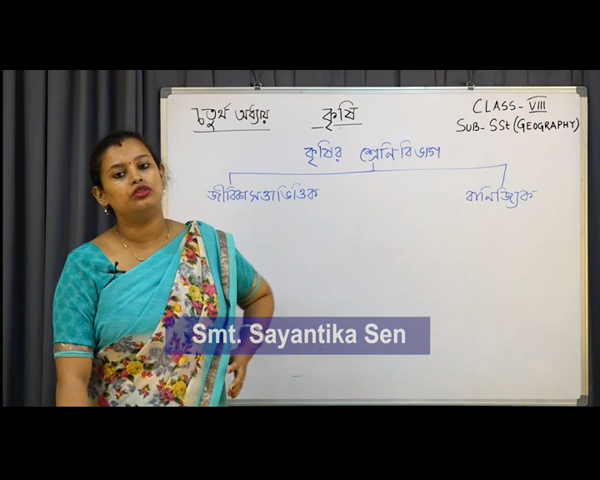 চতুর্থ অধ্যায়
কৃষি
CLASS - VIII
SUB - SSt (GEOGRAPHY)
কৃষির শ্রেনিবিভাগ
জীবিকাসত্তাভিত্তিক
বানিজ্যিক
Smt. Sayantika Sen